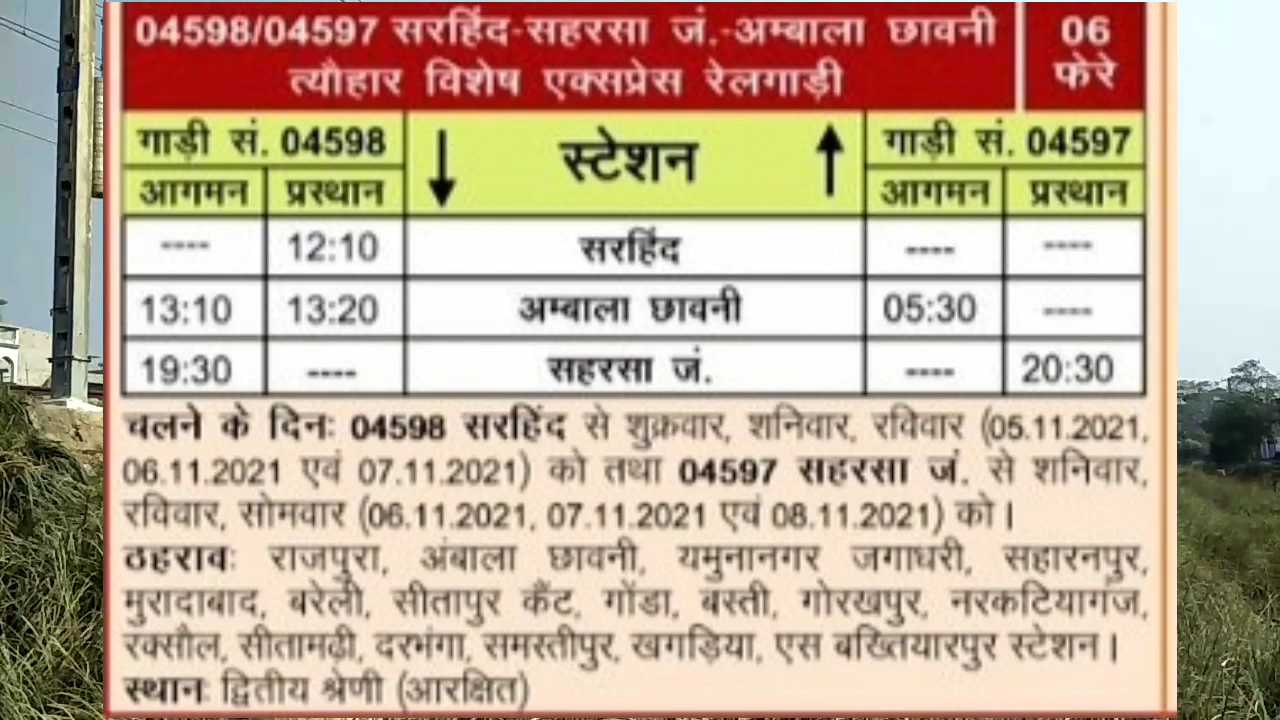 04598/04597 सरहिंद-सहरसा जं.-अम्बाला छावनी
त्यौहार विशेष एक्सप्रेस रेलगाड़ी
06
फेरे
गाड़ी सं. 04598 स्टेशन गाड़ी सं. 04597
आगमन प्रस्थान आगमन प्रस्थान
---- 12:10 सरहिंद ---- ----
13:10 13:20 अम्बाला छावनी 05:30 ----
19:30 ---- सहरसा जं. ---- 20:30
चलने के दिनः 04598 सरहिंद से शुक्रवार, शनिवार, रविवार (05.11.2021,
06.11.2021 एवं 07.11.2021) को तथा 04597 सहरसा जं. से शनिवार,
रविवार, सोमवार (06.11.2021, 07.11.2021 एवं 08.11.2021) को।
ठहरावः राजपुरा, अंबाला छावनी, यमुनानगर जगाधरी, सहारनपुर,
मुरादाबाद, बरेली, सीतापुर कैंट, गोंडा, बस्ती, गोरखपुर, नरकटियागंज,
रक्सौल, सीतामढ़ी, दरभंगा, समस्तीपुर, खगड़िया, एस बख्तियारपुर स्टेशन।
स्थानः द्वितीय श्रेणी (आरक्षित)